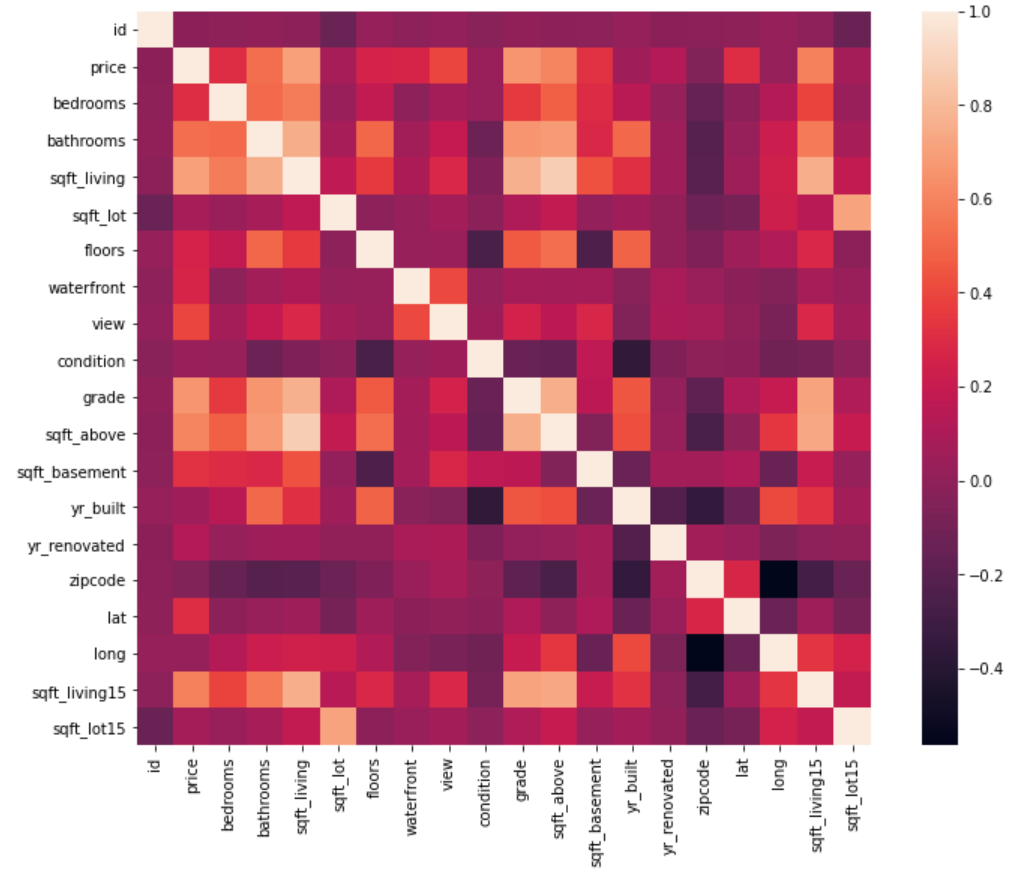 id
price
bedrooms
bathrooms
sqft_living
sqft_lot
floors
waterfront
view
condition
grade
sqft_above
sqft_basement
yr_built
yr_renovated
zipcode
lat
long
sqft_living15
sqft_lot15
id
price
bedrooms
bathrooms
sqft_living
sqft_lot
floors
waterfront
view
condition
grade
sqft_above
sqft_basement
yr_built
yr_renovated
zipcode
lat
long
sqft_living15
sqft_lot15
1.0
0.8
0.6
0.4
0.2
0.0
−0.2
−0.4